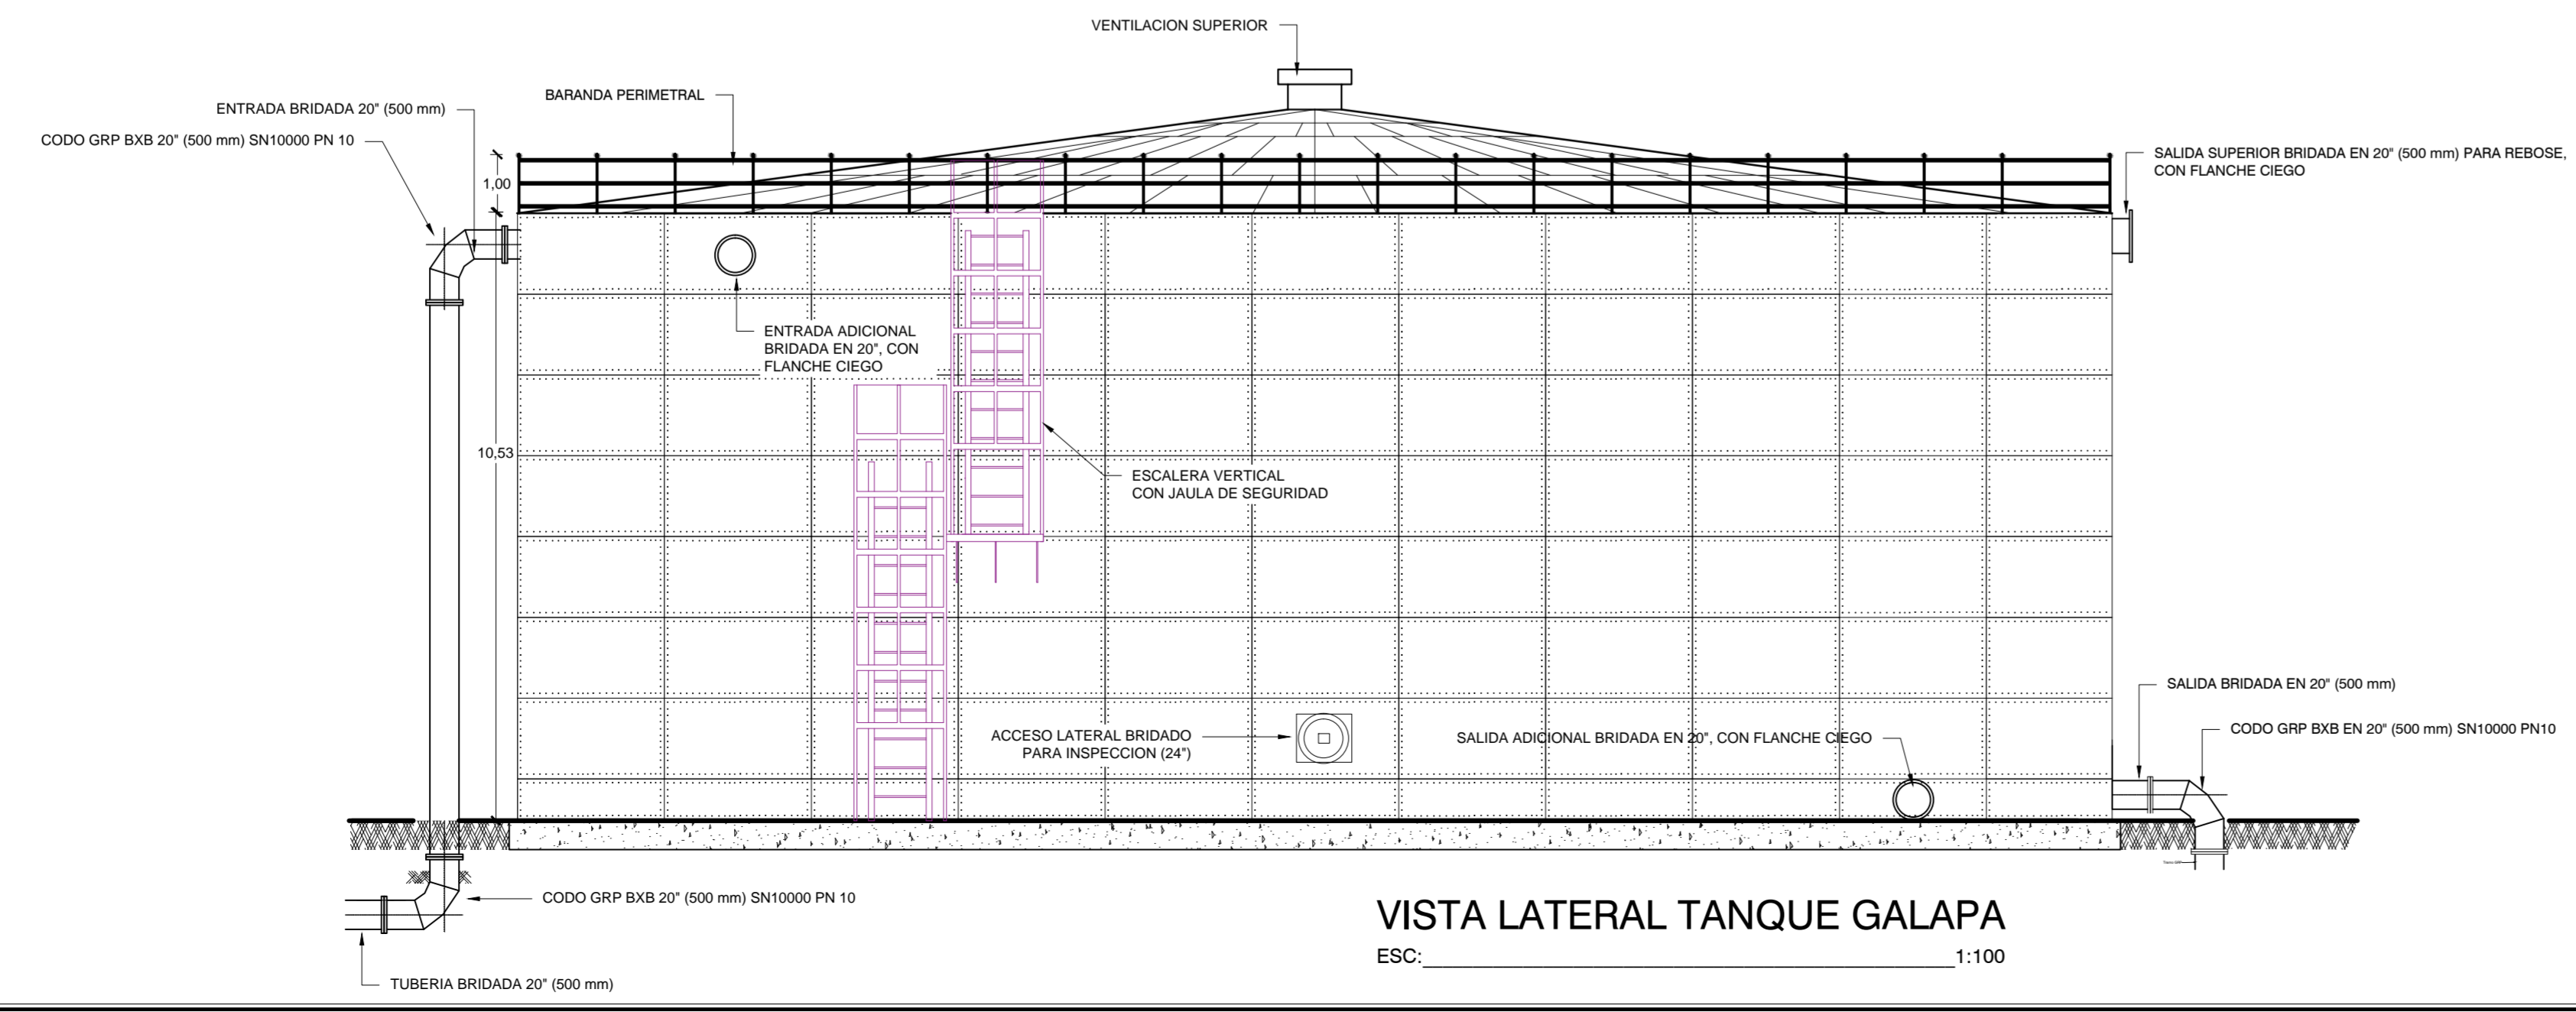 VENTILACION SUPERIOR
BARANDA PERIMETRAL
ENTRADA BRIDADA 20" (500 mm)
CODO GRP BXB 20" (500 mm) SN10000 PN 10
SALIDA SUPERIOR BRIDADA EN 20" (500 mm) PARA REBOSE,
CON FLANCHE CIEGO
1,00
ENTRADA ADICIONAL
BRIDADA EN 20", CON
FLANCHE CIEGO
10,53
ESCALERA VERTICAL
CON JAULA DE SEGURIDAD
SALIDA BRIDADA EN 20" (500 mm)
CODO GRP BXB EN 20" (500 mm) SN10000 PN10
ACCESO LATERAL BRIDADO
PARA INSPECCION (24")
SALIDA ADICIONAL BRIDADA EN 20", CON FLANCHE CIEGO
CODO GRP BXB 20" (500 mm) SN10000 PN 10
TUBERIA BRIDADA 20" (500 mm)
VISTA LATERAL TANQUE GALAPA
ESC:________________________________________________1:100